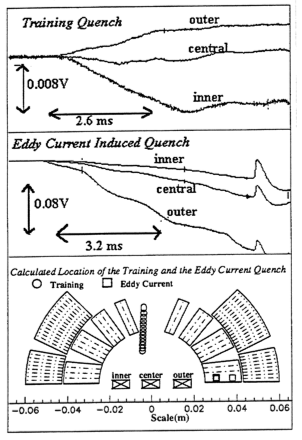 Training Quench
outer
central
0.008V
inner
2.6 ms
Eddy Current Induced Quench
inner
central
0.08V
outer
3.2 ms
Calculated Location of the Training and the Eddy Current Quench
Training Eddy Current
inner center outer
-0.06 -0.04 -0.02 0 0.02 0.04 0.06
Scale(m)